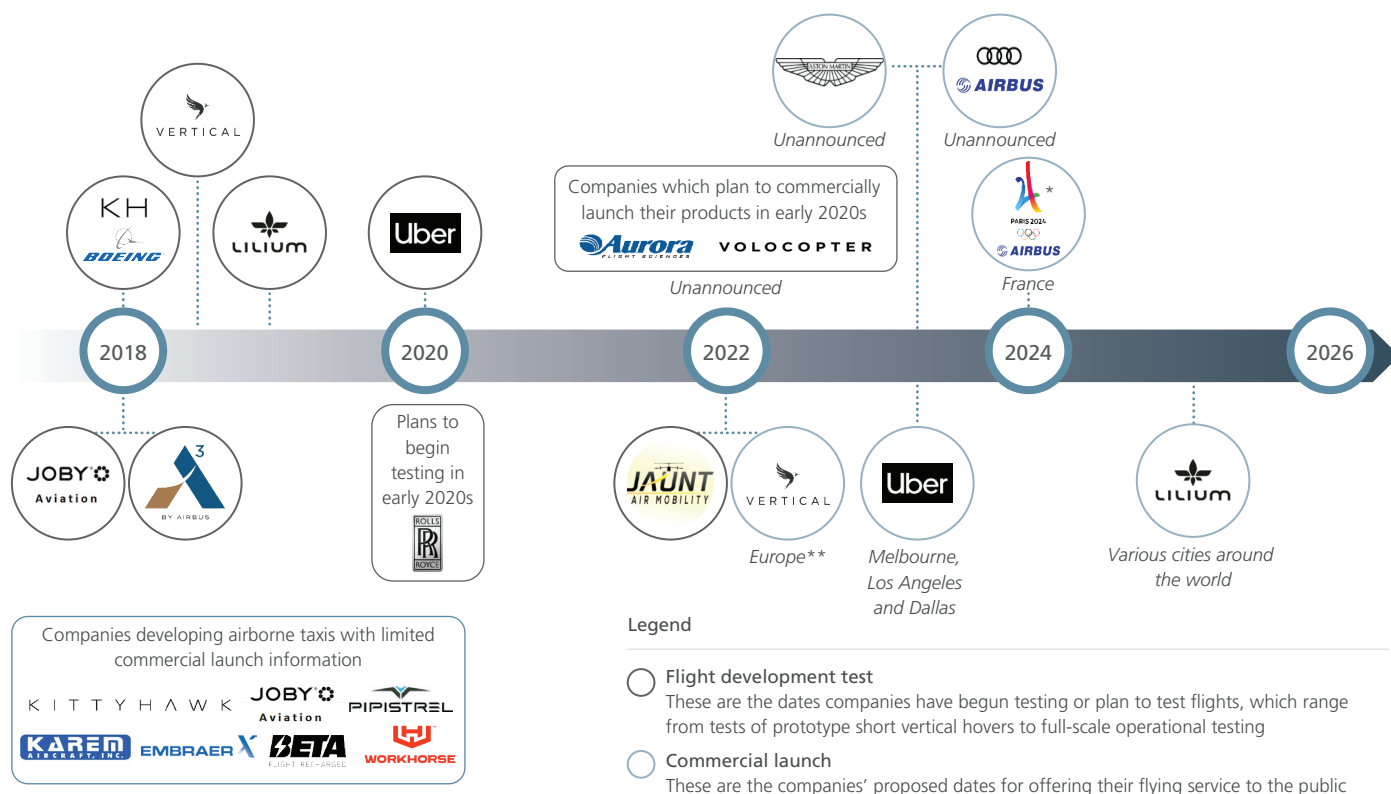 ASTON MARTIN
AIRBUS
Unannounced
Unannounced
VERTICAL
KH
BOEING
LILIUM
Uber
Companies which plan to commercially
launch their products in early 2020s
Aurora
FLIGHT SCIENCES
VOLOCOPTER
Unannounced
*
PARIS 2024
AIRBUS
France
2018
2020
2022
2024
2026
JOBY
Aviation
3
BY AIRBUS
Plans to
begin
testing in
early 2020s
ROLLS
RR
ROYCE
JAUNT
AIR MOBILITY
VERTICAL
Europe**
Uber
Melbourne,
Los Angeles
and Dallas
LILIUM
Various cities around
the world
Companies developing airborne taxis with limited
commercial launch information
KITTYHAWK
JOBY
Aviation
PIPISTREL
KAREM
AIRCRAFT, INC.
EMBRAER X
BETA
FLIGHT RECHARGED
WORKHORSE
Legend
Flight development test
These are the dates companies have begun testing or plan to test flights, which range
from tests of prototype short vertical hovers to full-scale operational testing
Commercial launch
These are the companies’ proposed dates for offering their flying service to the public